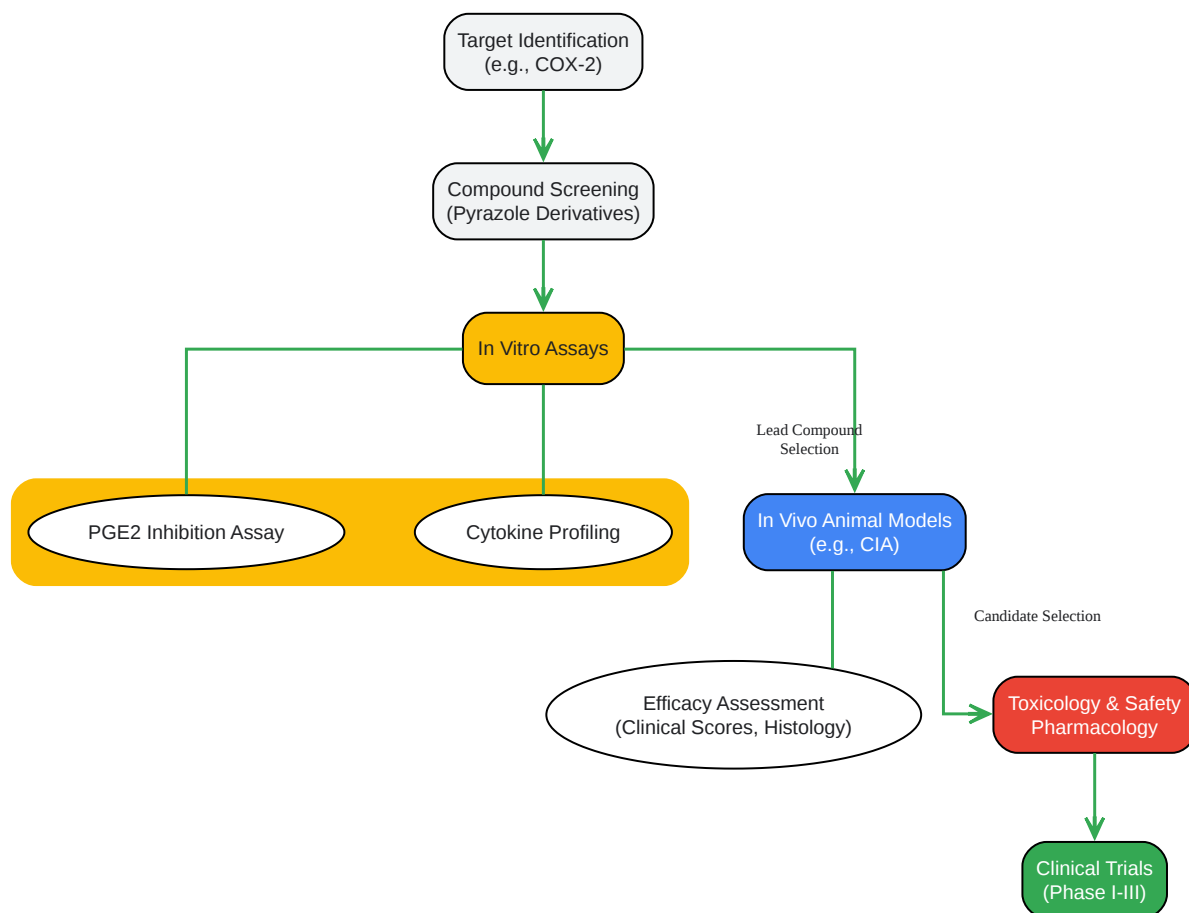 Target Identification
(e.g., COX-2)
Compound Screening
(Pyrazole Derivatives)
In Vitro Assays
Lead Compound
Selection
PGE2 Inhibition Assay
Cytokine Profiling
In Vivo Animal Models
(e.g., CIA)
Candidate Selection
Efficacy Assessment
(Clinical Scores, Histology)
Toxicology & Safety
Pharmacology
Clinical Trials
(Phase I-III)